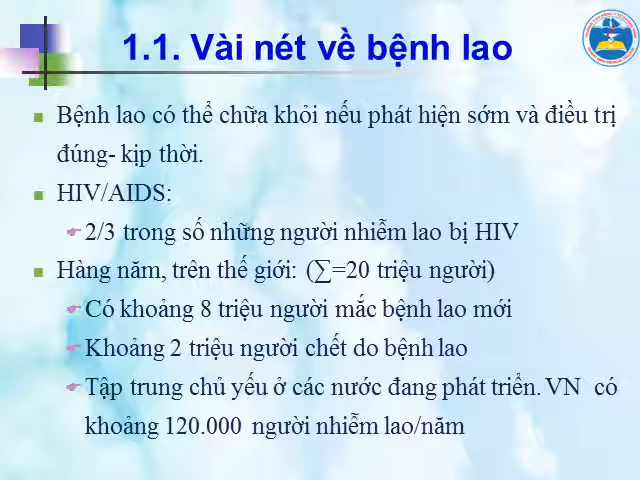 1.1. Vài nét về bệnh lao
Bệnh lao có thể chữa khỏi nếu phát hiện sớm và điều trị
đúng- kịp thời.
HIV/AIDS:
2/3 trong số những người nhiễm lao bị HIV
Hàng năm, trên thế giới: (∑=20 triệu người)
Có khoảng 8 triệu người mắc bệnh lao mới
Khoảng 2 triệu người chết do bệnh lao
Tập trung chủ yếu ở các nước đang phát triển. VN có
khoảng 120.000 người nhiễm lao/năm